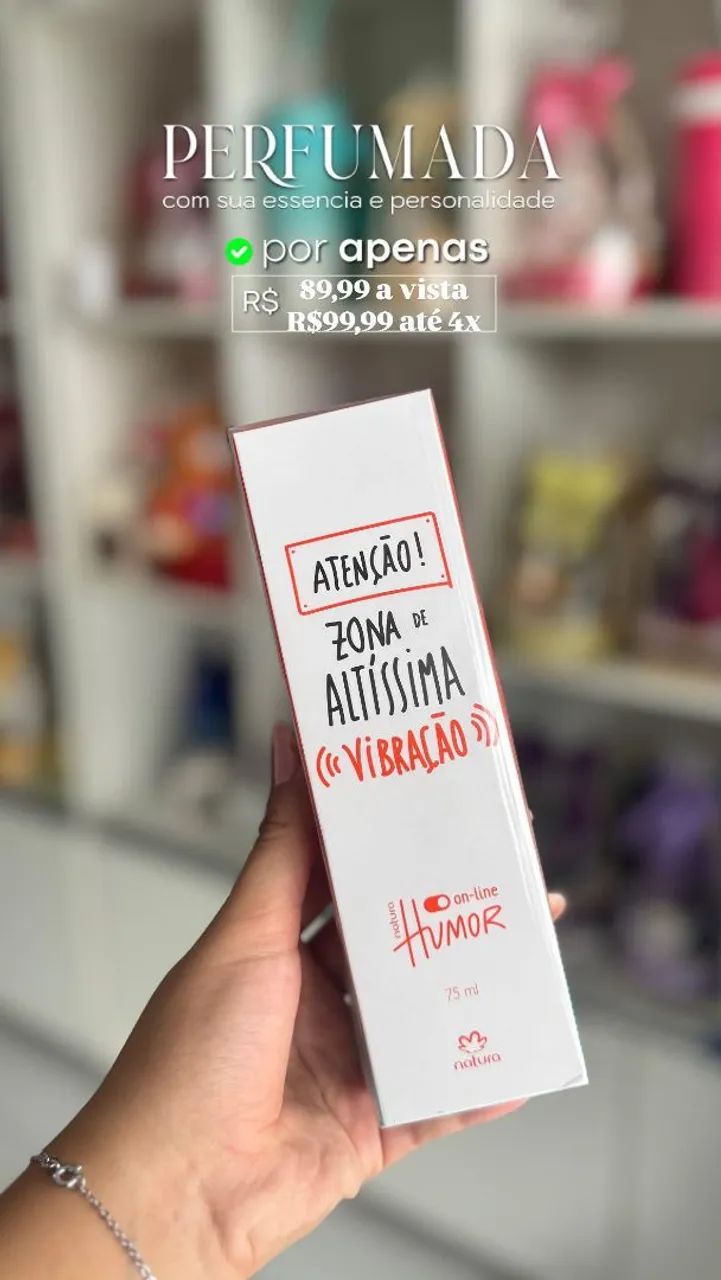 PERFUMADA
com sua essencia e personalidade
por apenas
R$ 89,99 a vista
R$99,99 até 4x
ATENÇÃO!
ZONA DE
ALTÍSSIMA
VIBRAÇÃO
on-line
natura HUMOR
75 ml
natura